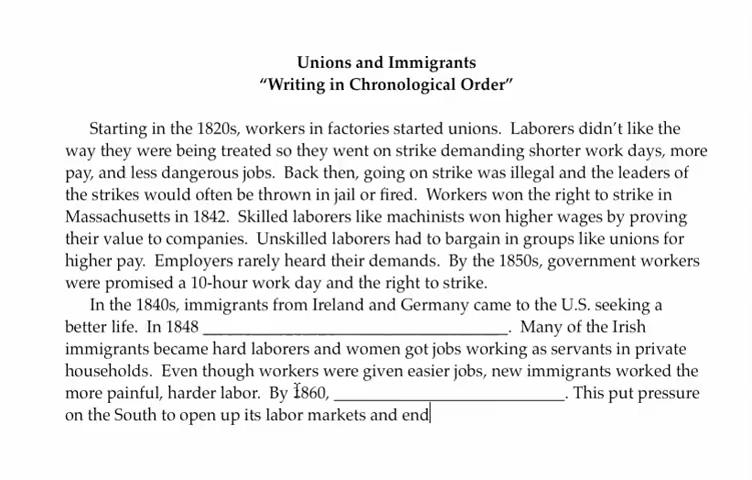 Unions and Immigrants
“Writing in Chronological Order”
Starting in the 1820s, workers in factories started unions. Laborers didn’t like the
way they were being treated so they went on strike demanding shorter work days, more
pay, and less dangerous jobs. Back then, going on strike was illegal and the leaders of
the strikes would often be thrown in jail or fired. Workers won the right to strike in
Massachusetts in 1842. Skilled laborers like machinists won higher wages by proving
their value to companies. Unskilled laborers had to bargain in groups like unions for
higher pay. Employers rarely heard their demands. By the 1850s, government workers
were promised a 10-hour work day and the right to strike.
In the 1840s, immigrants from Ireland and Germany came to the U.S. seeking a
better life. In 1848 ____________________________________. Many of the Irish
immigrants became hard laborers and women got jobs working as servants in private
households. Even though workers were given easier jobs, new immigrants worked the
more painful, harder labor. By 1860, ___________________________. This put pressure
on the South to open up its labor markets and end